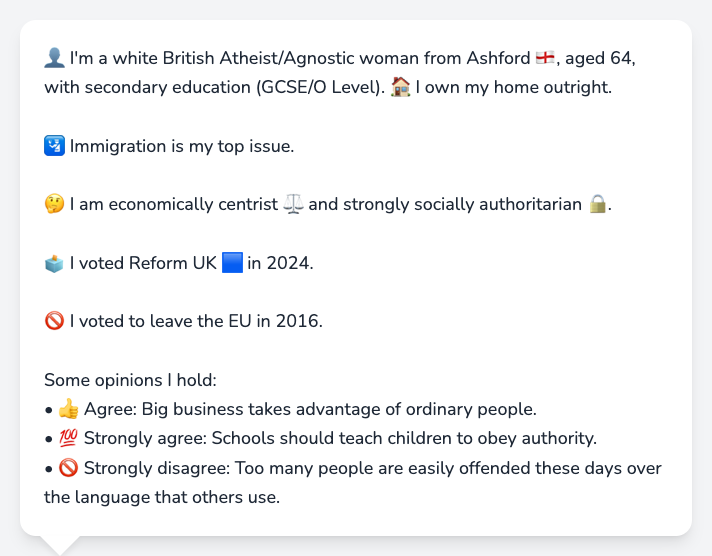 👤 I'm a white British Atheist/Agnostic woman from Ashford 🏴󠁧󠁢󠁥󠁮󠁧󠁿, aged 64,
with secondary education (GCSE/O Level). 🏠 I own my home outright.
🛂 Immigration is my top issue.
🤔 I am economically centrist ⚖️ and strongly socially authoritarian 🔒.
🗳️ I voted Reform UK 🟦 in 2024.
🚫 I voted to leave the EU in 2016.
Some opinions I hold:
• 👍 Agree: Big business takes advantage of ordinary people.
• 💯 Strongly agree: Schools should teach children to obey authority.
• 🚫 Strongly disagree: Too many people are easily offended these days over
the language that others use.